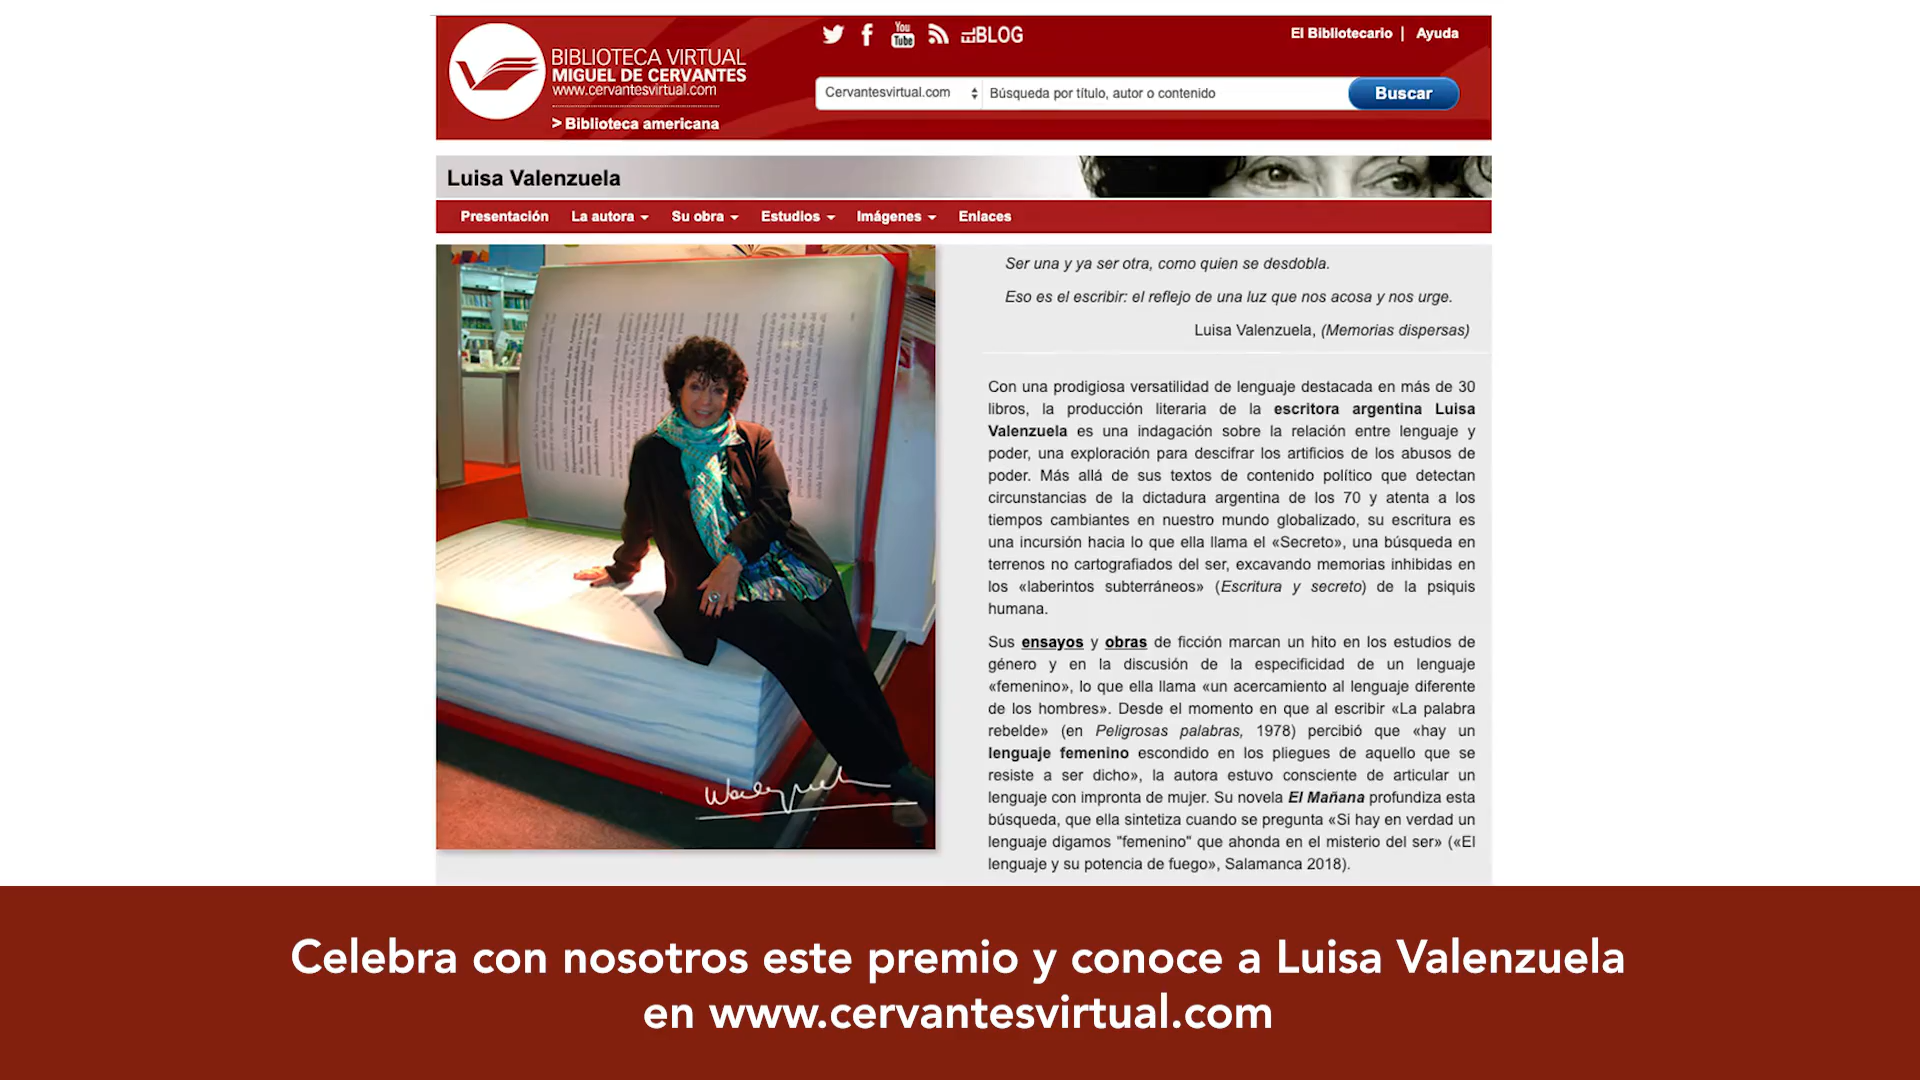 BIBLIOTECA VIRTUAL
MIGUEL DE CERVANTES
www.cervantesvirtual.com
> Biblioteca americana
You
Tube
BLOG
El Bibliotecario | Ayuda
Cervantesvirtual.com
Búsqueda por título, autor o contenido
Buscar
Luisa Valenzuela
Presentación La autora Su obra Estudios Imágenes Enlaces
Ser una y ya ser otra, como quien se desdobla.
Eso es el escribir: el reflejo de una luz que nos acosa y nos urge.
Luisa Valenzuela, (Memorias dispersas)
Con una prodigiosa versatilidad de lenguaje destacada en más de 30
libros, la producción literaria de la escritora argentina Luisa
Valenzuela es una indagación sobre la relación entre lenguaje y
poder, una exploración para descifrar los artificios de los abusos de
poder. Más allá de sus textos de contenido político que detectan
circunstancias de la dictadura argentina de los 70 y atenta a los
tiempos cambiantes en nuestro mundo globalizado, su escritura es
una incursión hacia lo que ella llama el «Secreto», una búsqueda en
terrenos no cartografiados del ser, excavando memorias inhibidas en
los «laberintos subterráneos» (Escritura y secreto) de la psiquis
humana.
Sus ensayos y obras de ficción marcan un hito en los estudios de
género y en la discusión de la especificidad de un lenguaje
«femenino», lo que ella llama «un acercamiento al lenguaje diferente
de los hombres». Desde el momento en que al escribir «La palabra
rebelde» (en Peligrosas palabras, 1978) percibió que «hay un
lenguaje femenino escondido en los pliegues de aquello que se
resiste a ser dicho», la autora estuvo consciente de articular un
lenguaje con impronta de mujer. Su novela El Mañana profundiza esta
búsqueda, que ella sintetiza cuando se pregunta «Si hay en verdad un
lenguaje digamos "femenino" que ahonda en el misterio del ser» («El
lenguaje y su potencia de fuego», Salamanca 2018).
Celebra con nosotros este premio y conoce a Luisa Valenzuela
en www.cervantesvirtual.com